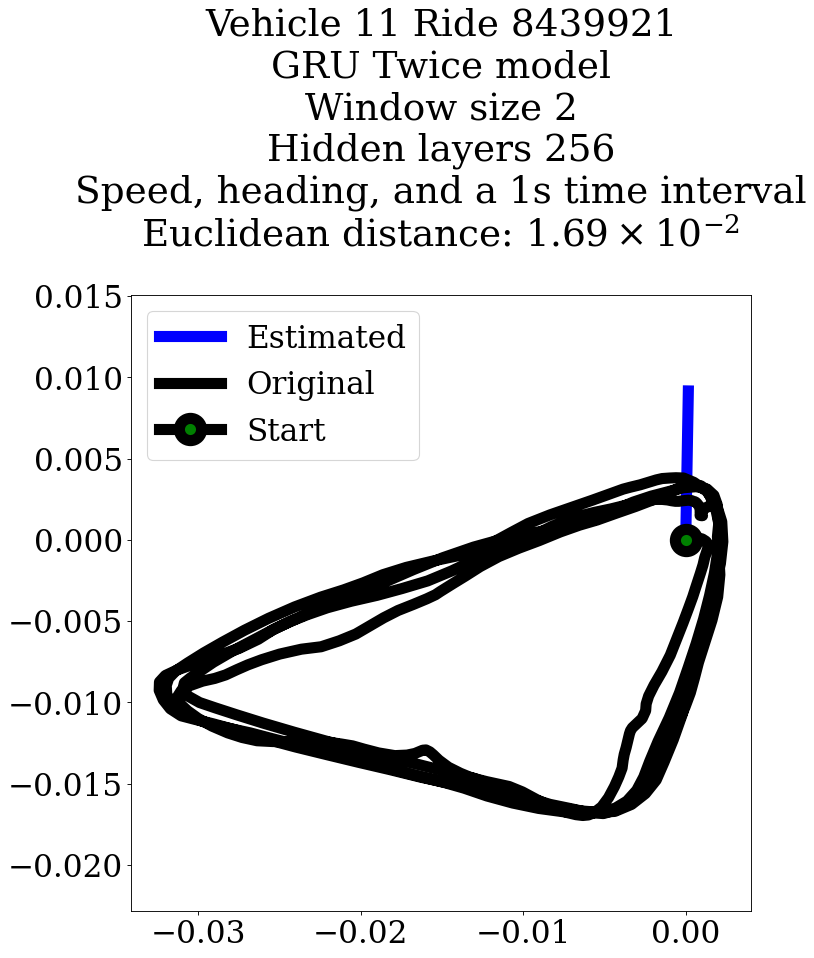 Vehicle 11 Ride 8439921
GRU Twice model
Window size 2
Hidden layers 256
Speed, heading, and a 1s time interval
Euclidean distance: 1.69 × 10⁻²
0.015
0.010
0.005
0.000
−0.005
−0.010
−0.015
−0.020
Estimated
Original
Start
−0.03
−0.02
−0.01
0.00